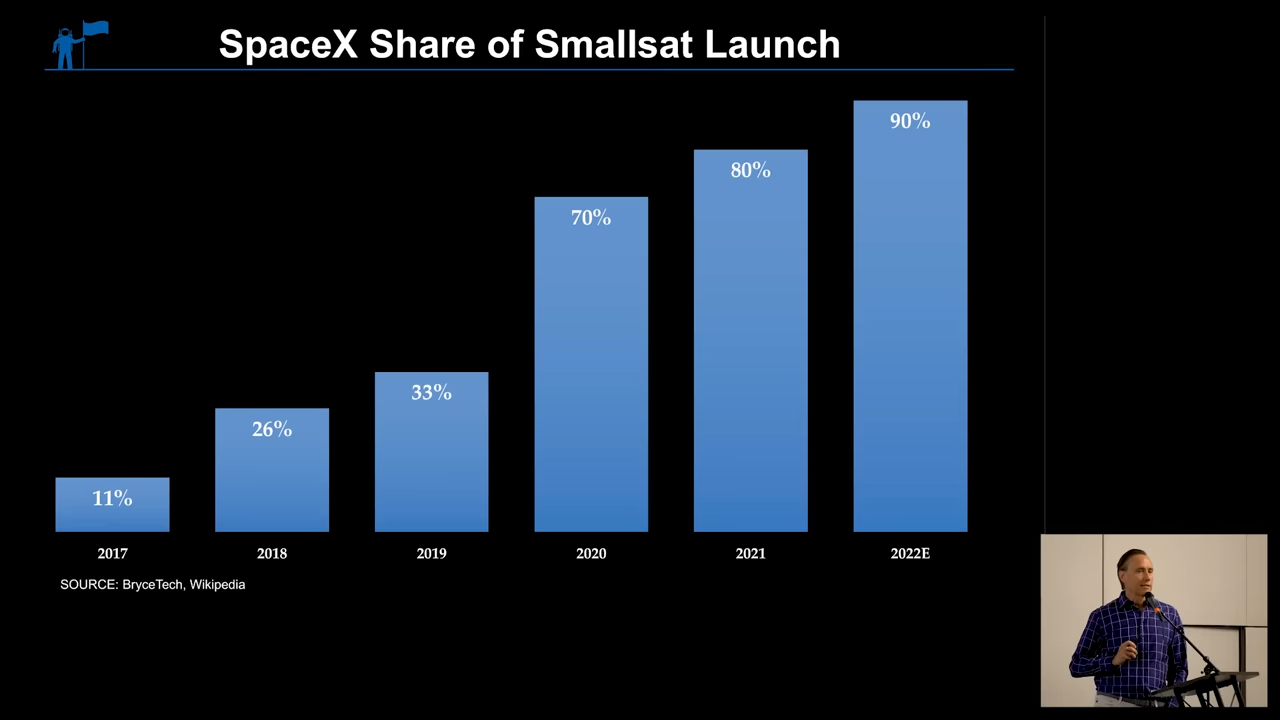 SpaceX Share of Smallsat Launch
90%
80%
70%
33%
26%
11%
2017 2018 2019 2020 2021 2022E
SOURCE: BryceTech, Wikipedia